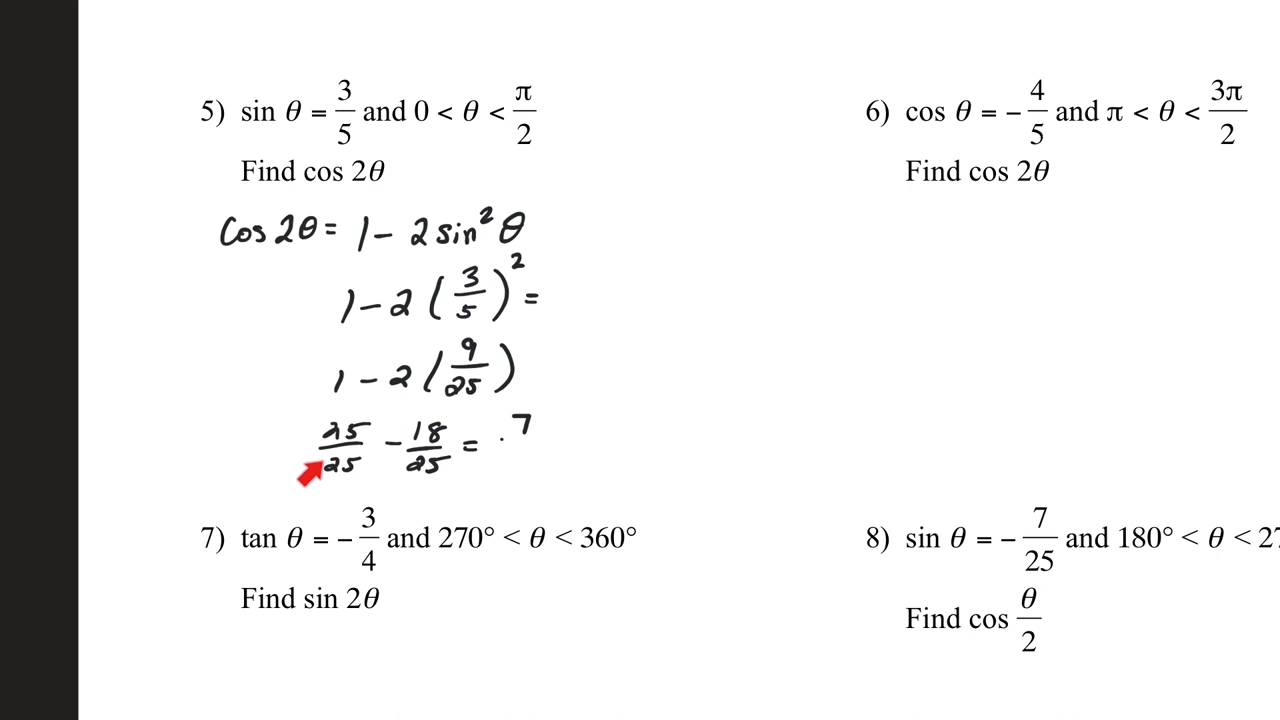 5) sin θ = 3/5 and 0 < θ < π/2
Find cos 2θ
cos 2θ = 1 - 2 sin² θ
1 - 2 (3/5)² =
1 - 2 (9/25)
25/25 - 18/25 = . 7
6) cos θ = - 4/5 and π < θ < 3π/2
Find cos 2θ
7) tan θ = - 3/4 and 270° < θ < 360°
Find sin 2θ
8) sin θ = - 7/25 and 180° < θ < 27
Find cos θ/2